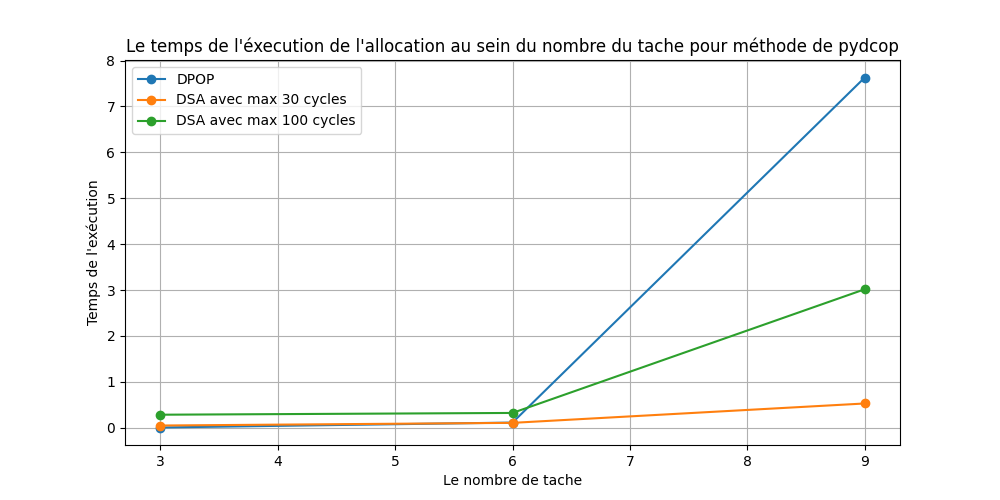 Le temps de l'éxecution de l'allocation au sein du nombre du tache pour méthode de pydcop
DPOP
DSA avec max 30 cycles
DSA avec max 100 cycles
Temps de l'exécution
8
7
6
5
4
3
2
1
0
3 4 5 6 7 8 9
Le nombre de tache